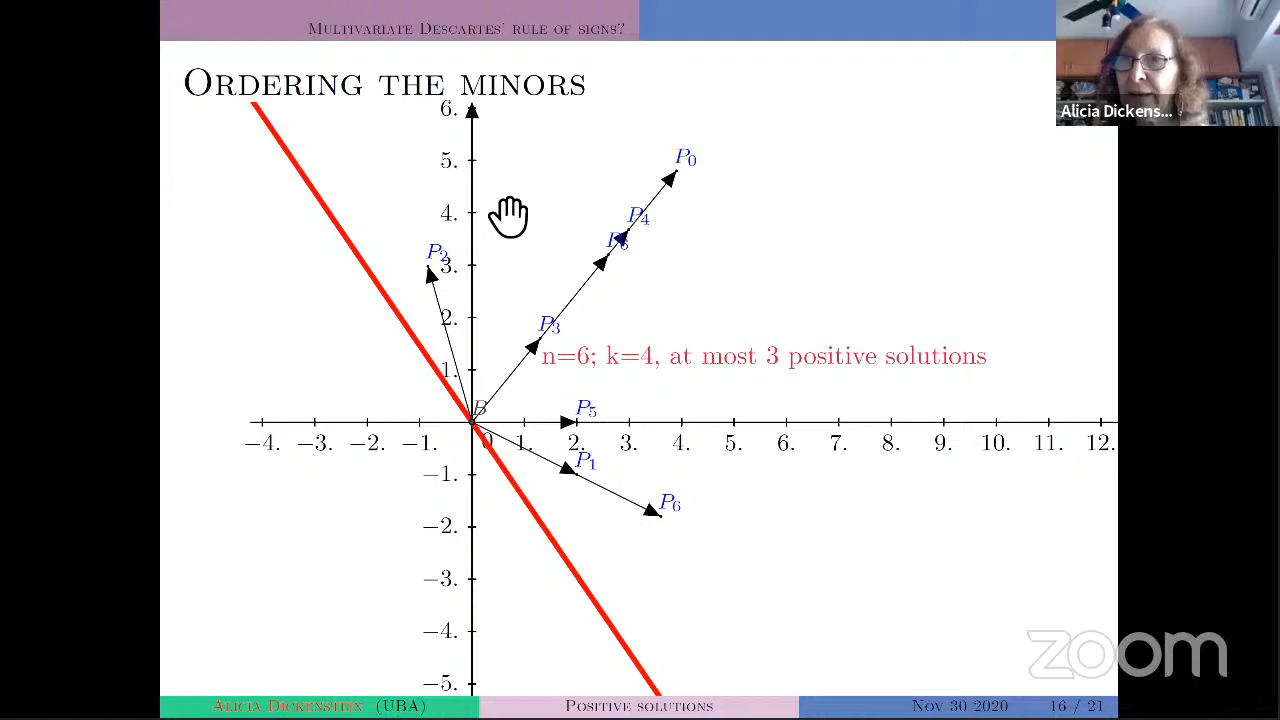 MULTIVARIATE DESCARTES' RULE OF SIGNS?
ORDERING THE MINORS
Alicia Dickens...
6.
P0
5.
P4
4.
P2
3.
2.
P3
n=6; k=4, at most 3 positive solutions
1.
B
P5
−4. −3. −2. −1. 0 1. 2. 3. 4. 5. 6. 7. 8. 9. 10. 11. 12.
P1
−1.
P6
−2.
−3.
−4.
−5.
zoom
ALICIA DICKENSTEIN (UBA) POSITIVE SOLUTIONS NOV 30 2020 16 / 21